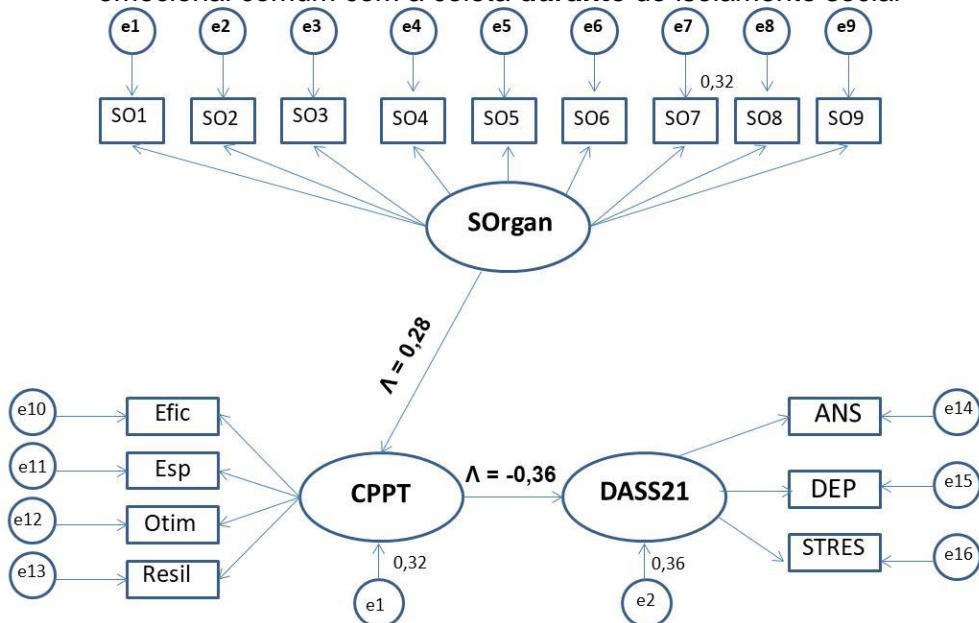 emocional comum com a coleta durante do isolamento social
e1 e2 e3 e4 e5 e6 e7 e8 e9
0,32
SO1 SO2 SO3 SO4 SO5 SO6 SO7 SO8 SO9
SOrgan
Λ = 0,28
e10 Efic
e11 Esp
e12 Otim
e13 Resil
CPPT
Λ = -0,36
DASS21
ANS e14
DEP e15
STRES e16
0,32
0,36
e1
e2